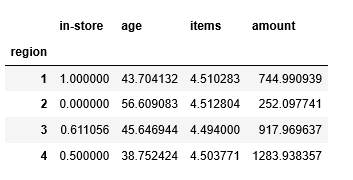 in-store age items amount
region
1 1.000000 43.704132 4.510283 744.990939
2 0.000000 56.609083 4.512804 252.097741
3 0.611056 45.646944 4.494000 917.969637
4 0.500000 38.752424 4.503771 1283.938357